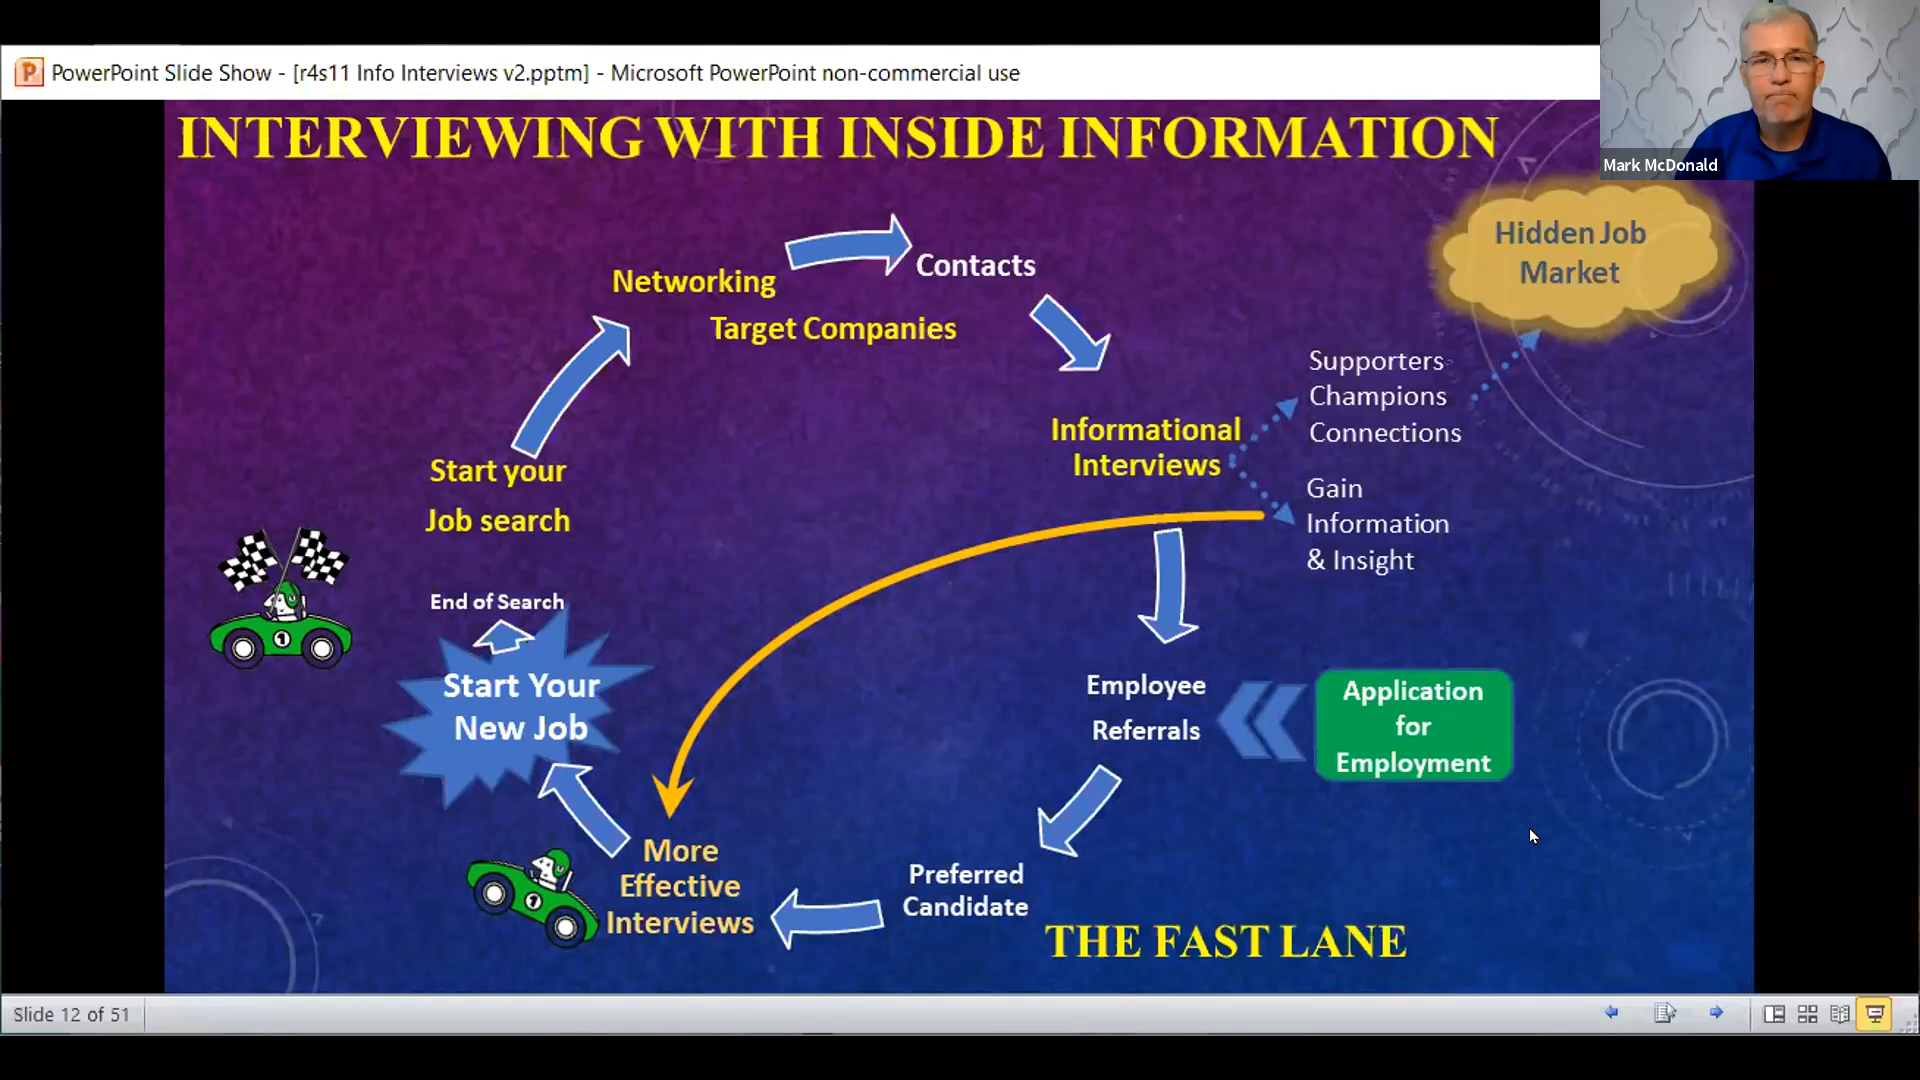 PowerPoint Slide Show - [r4s11 Info Interviews v2.pptm] - Microsoft PowerPoint non-commercial use
Mark McDonald
INTERVIEWING WITH INSIDE INFORMATION
Hidden Job
Market
Networking
Contacts
Target Companies
Supporters
Champions
Connections
Informational
Interviews
Gain
Information
& Insight
Start your
Job search
End of Search
Start Your
New Job
Employee
Referrals
Application
for
Employment
More
Effective
Interviews
Preferred
Candidate
THE FAST LANE
1
1
Slide 12 of 51